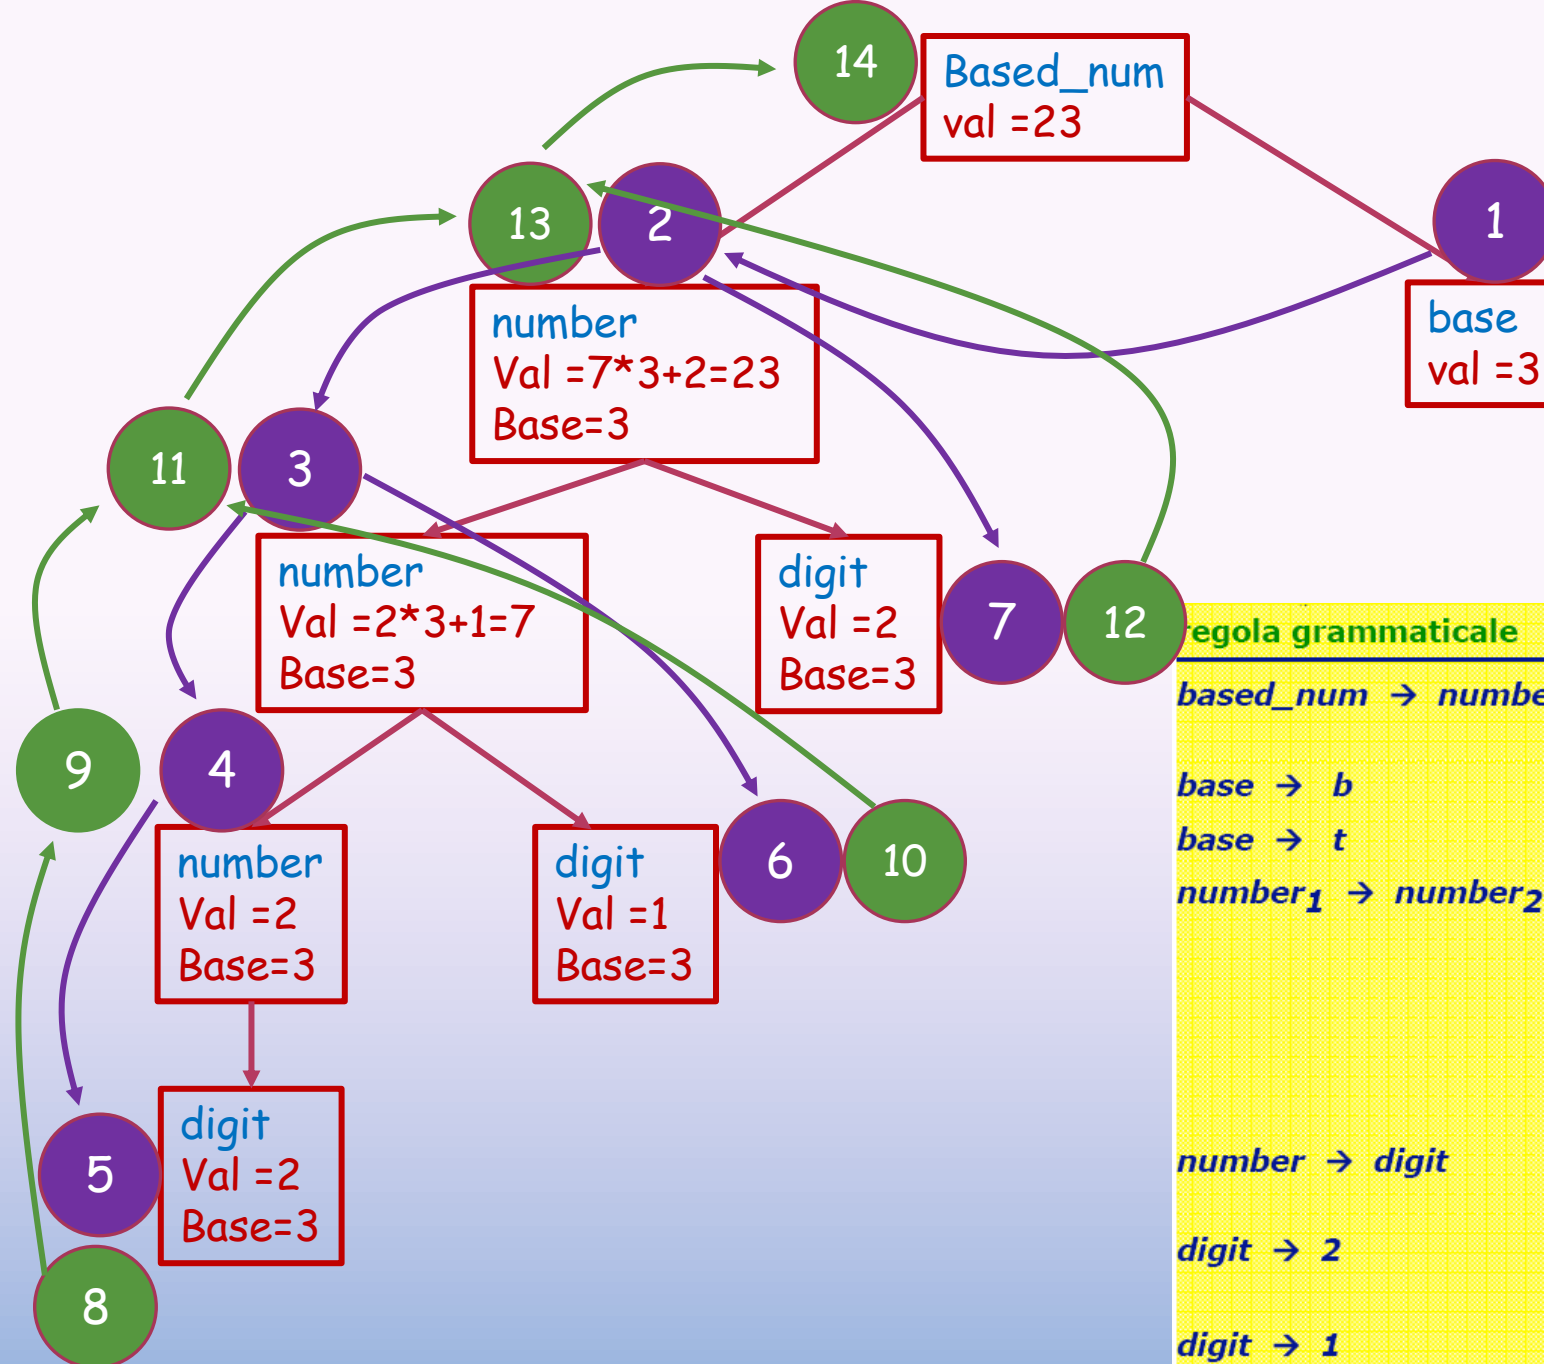 14
Based_num
val =23
13
2
1
number
Val =7*3+2=23
Base=3
base
val =3
11
3
number
Val =2*3+1=7
Base=3
digit
Val =2
Base=3
7
12
regola grammaticale
based_num → numbe
9
4
base → b
base → t
number
Val =2
Base=3
digit
Val =1
Base=3
6
10
number1 → number2
5
digit
Val =2
Base=3
8
number → digit
digit → 2
digit → 1